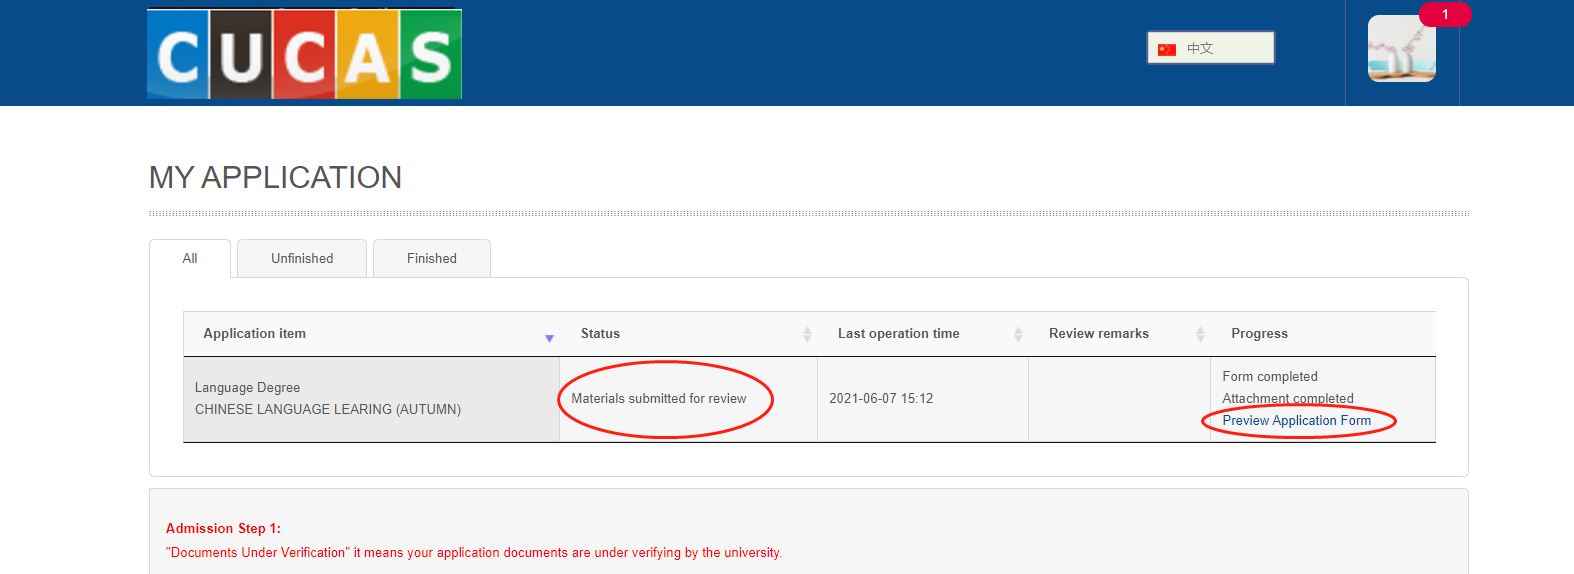 CUCAS
中文
1
MY APPLICATION
All
Unfinished
Finished
Application item
Status
Last operation time
Review remarks
Progress
Language Degree
CHINESE LANGUAGE LEARING (AUTUMN)
Materials submitted for review
2021-06-07 15:12
Form completed
Attachment completed
Preview Application Form
Admission Step 1:
"Documents Under Verification" it means your application documents are under verifying by the university.